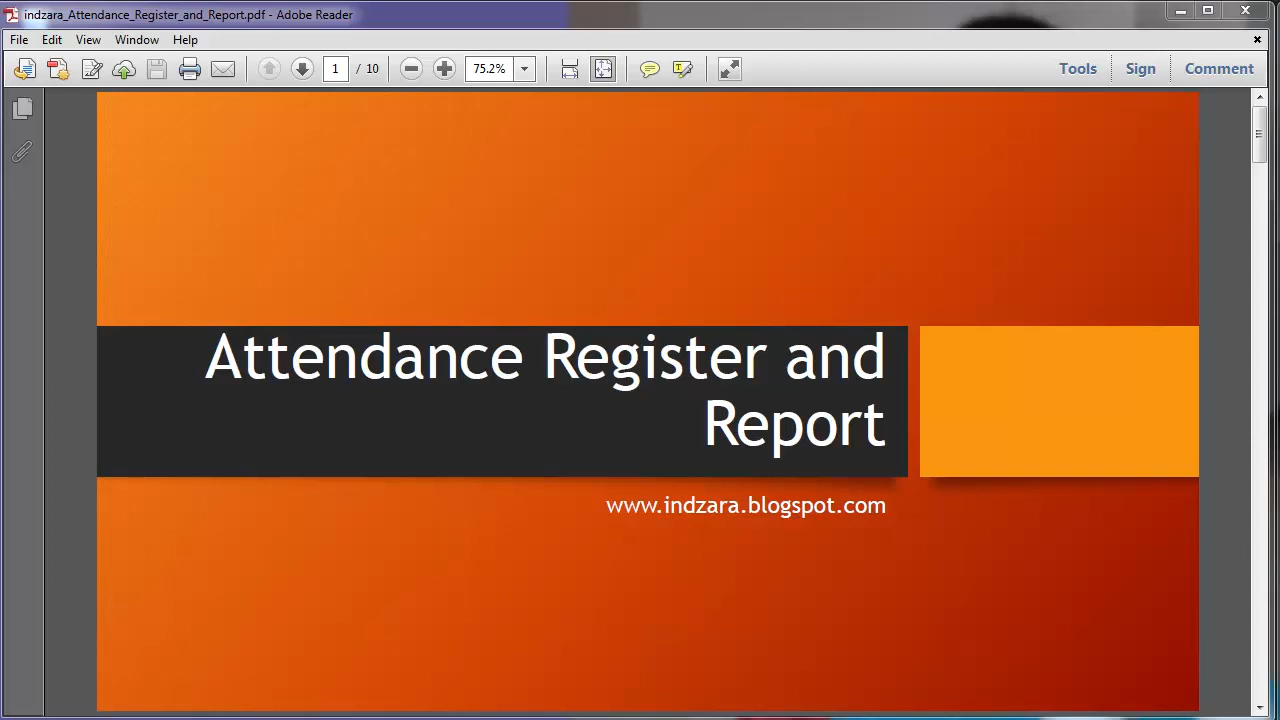 indzara_Attendance_Register_and_Report.pdf - Adobe Reader
File Edit View Window Help
1 / 10 75.2% Tools Sign Comment
Attendance Register and
Report
www.indzara.blogspot.com